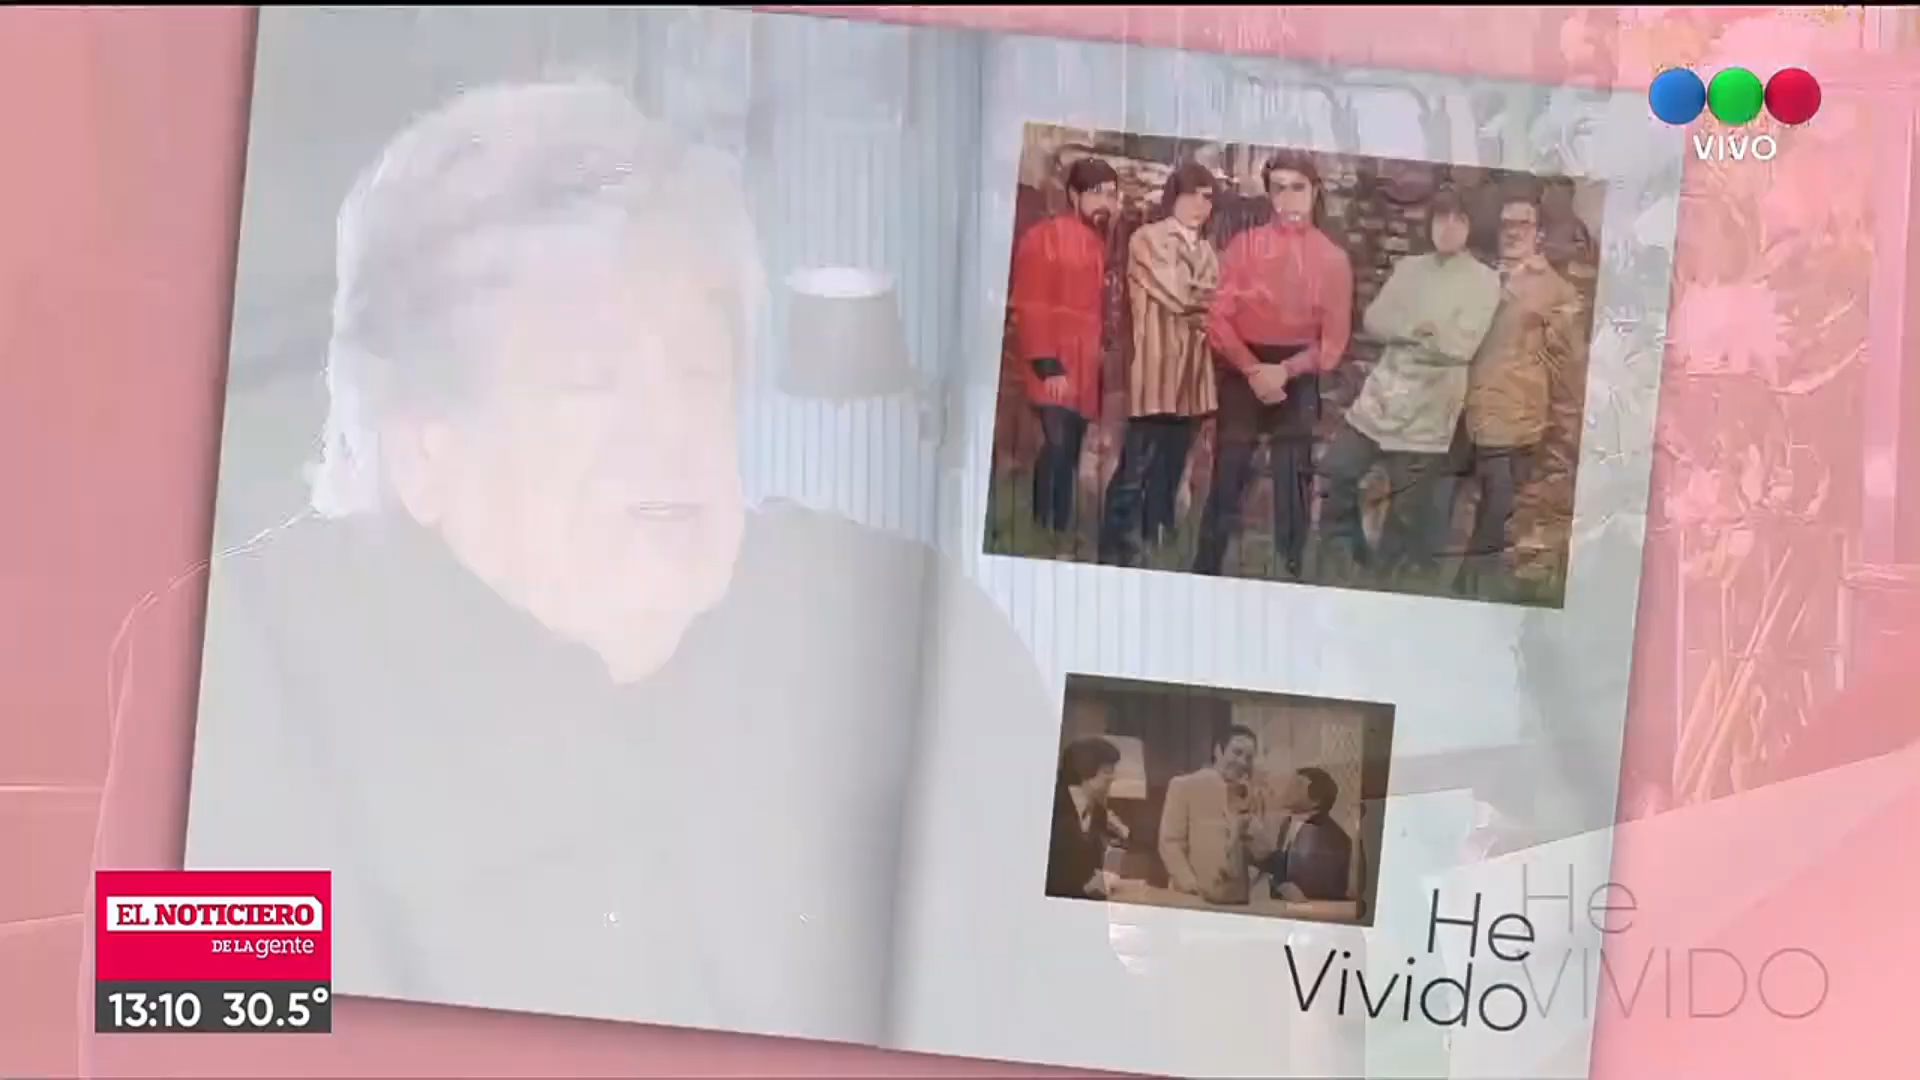 VIVO
He
Vivido
He
VIVIDO
EL NOTICIERO
DE LA gente
13:10 30.5°